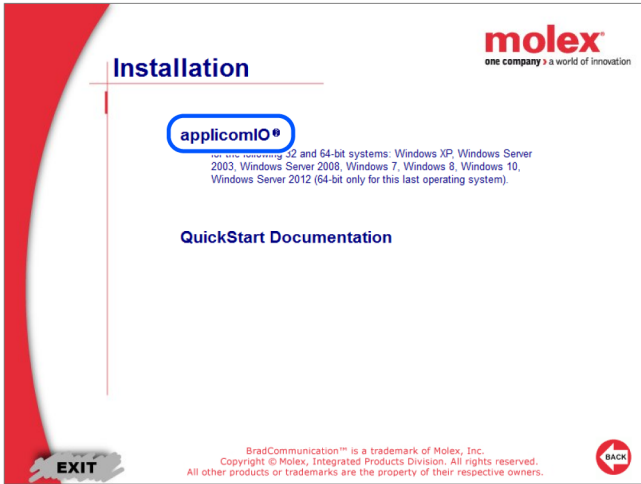 molex®
one company > a world of innovation
Installation
applicomIO®
for the following 32 and 64-bit systems: Windows XP, Windows Server
2003, Windows Server 2008, Windows 7, Windows 8, Windows 10,
Windows Server 2012 (64-bit only for this last operating system).
QuickStart Documentation
BradCommunication™ is a trademark of Molex, Inc.
Copyright © Molex, Integrated Products Division. All rights reserved.
All other products or trademarks are the property of their respective owners.
EXIT
BACK